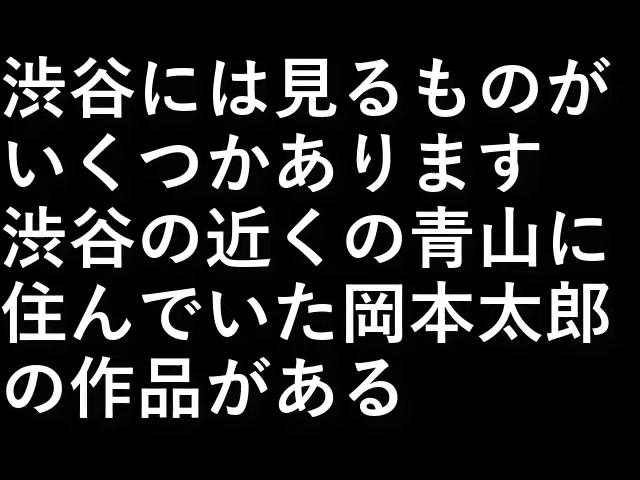 渋谷には見るものが
いくつかあります
渋谷の近くの青山に
住んでいた岡本太郎
の作品がある